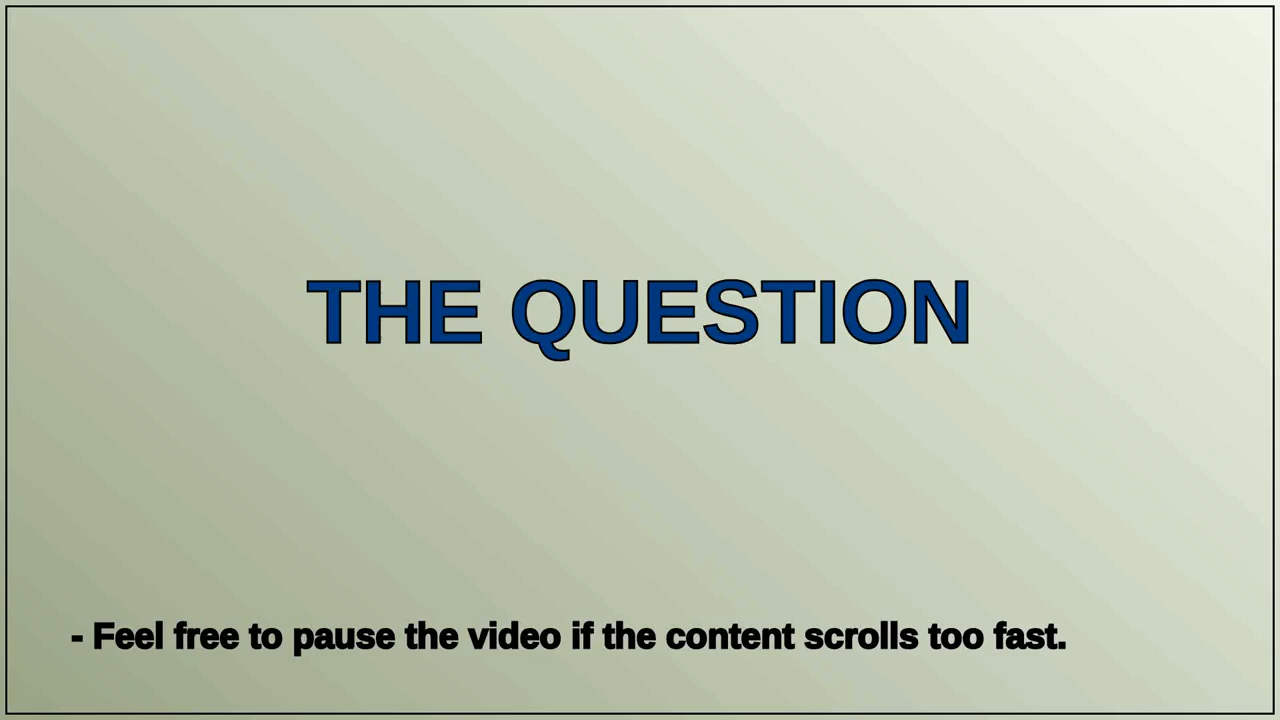 THE QUESTION
- Feel free to pause the video if the content scrolls too fast.